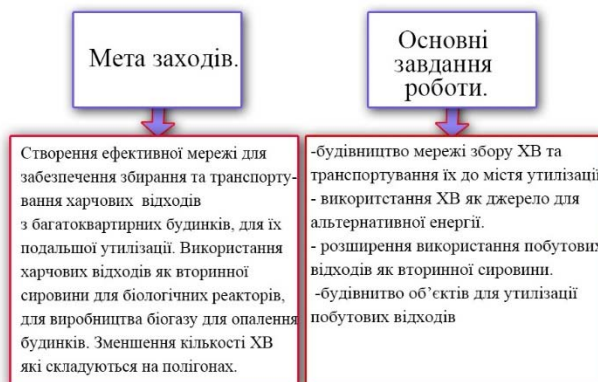 Мета заходів.
Основні
завдання
роботи.
Створення ефективної мережі для
забезпечення збирання та транспорту-
вання харчових відходів
з багатоквартирних будинків, для їх
подальшої утилізації. Використання
харчових відходів як вторинної
сировини для біологічних реакторів,
для виробництва біогазу для опалення
будинків. Зменшення кількості ХВ
які складуються на полігонах.
-будівництво мережі збору ХВ та
транспортування їх до містя утилізації
- використання ХВ як джерело для
альтернативної енергії.
- розширення використання побутових
відходів як вторинної сировини.
-будівнитво об’єктів для утилізації
побутових відходів